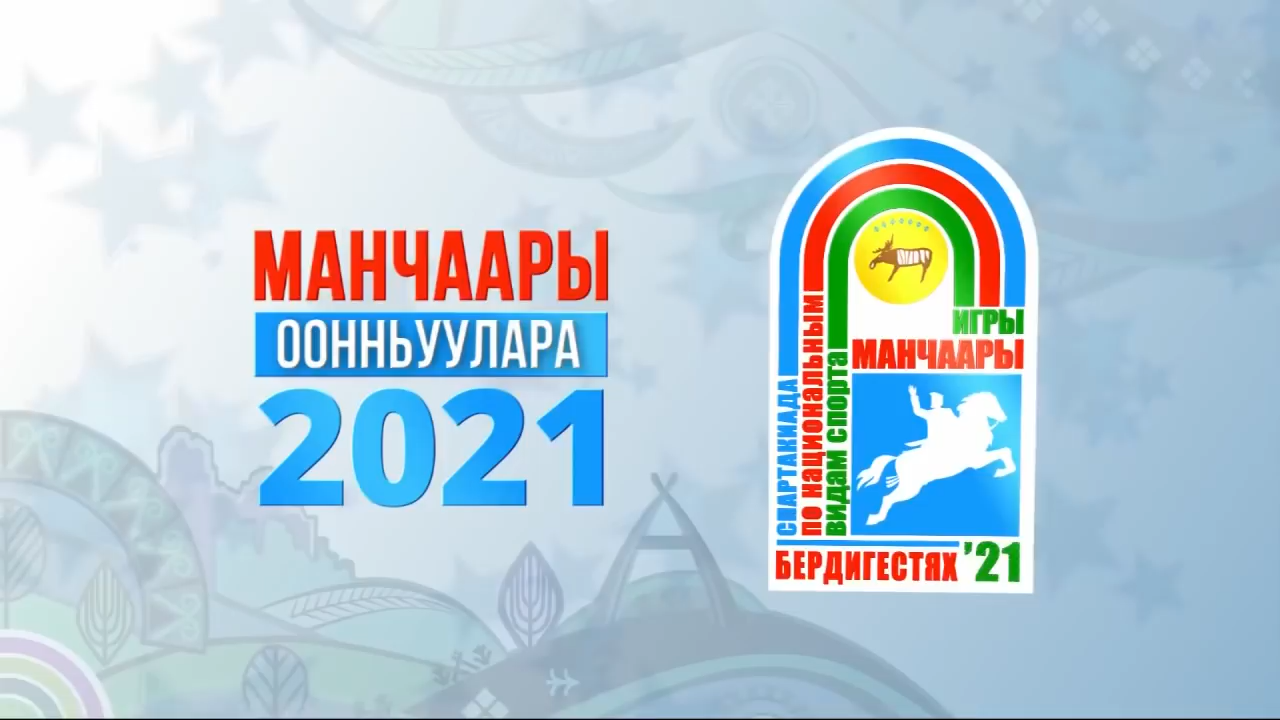 МАНЧААРЫ
ООННЬУУЛАРА
2021
СПАРТАКИАДА
ПО НАЦИОНАЛЬНЫМ
ВИДАМ СПОРТА
ИГРЫ
МАНЧААРЫ
БЕРДИГЕСТЯХ '21